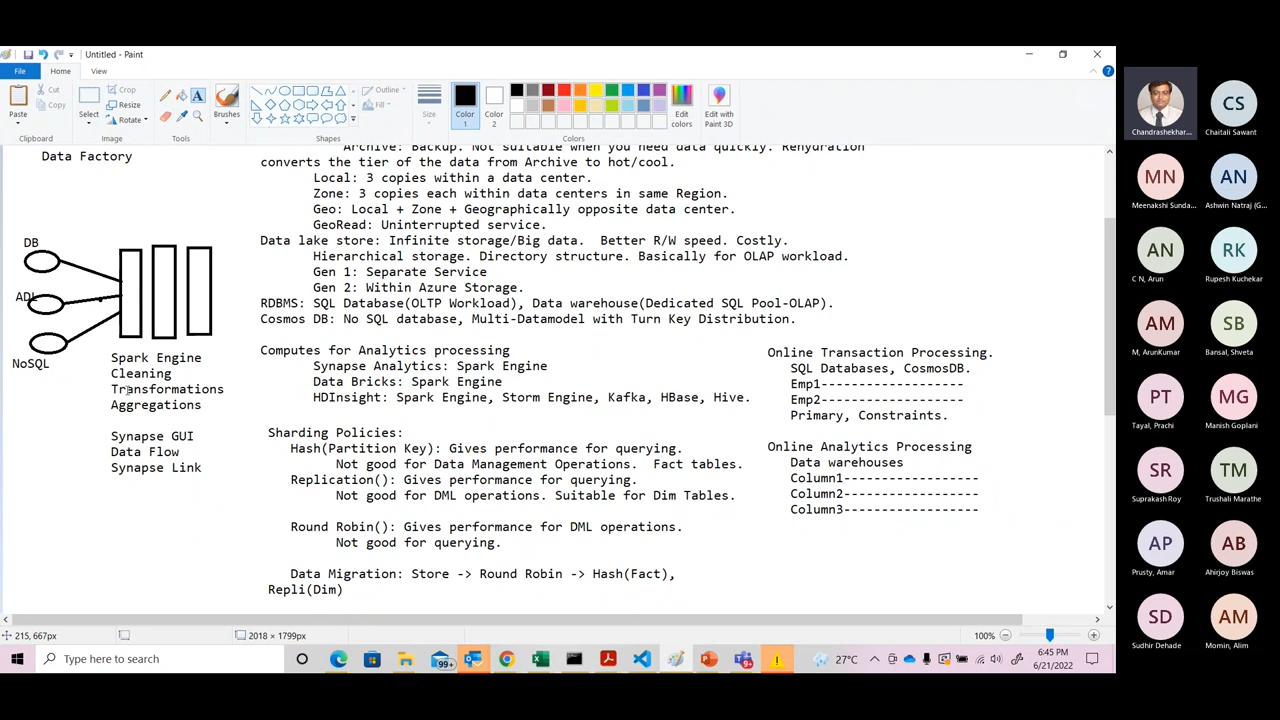 Untitled - Paint
File
Home
View
Paste
Cut
Copy
Clipboard
Select
Crop
Resize
Rotate
Image
Tools
Brushes
Shapes
Outline
Fill
Size
Color
1
Color
2
Colors
Edit
colors
Edit with
Paint 3D
Data Factory
DB
ADL
NoSQL
Spark Engine
Cleaning
Transformations
Aggregations
Synapse GUI
Data Flow
Synapse Link
Archive: Backup. Not suitable when you need data quickly. Rehydration
converts the tier of the data from Archive to hot/cool.
Local: 3 copies within a data center.
Zone: 3 copies each within data centers in same Region.
Geo: Local + Zone + Geographically opposite data center.
GeoRead: Uninterrupted service.
Data lake store: Infinite storage/Big data. Better R/W speed. Costly.
Hierarchical storage. Directory structure. Basically for OLAP workload.
Gen 1: Separate Service
Gen 2: Within Azure Storage.
RDBMS: SQL Database(OLTP Workload), Data warehouse(Dedicated SQL Pool-OLAP).
Cosmos DB: No SQL database, Multi-Datamodel with Turn Key Distribution.
Computes for Analytics processing
Synapse Analytics: Spark Engine
Data Bricks: Spark Engine
HDInsight: Spark Engine, Storm Engine, Kafka, HBase, Hive.
Sharding Policies:
Hash(Partition Key): Gives performance for querying.
Not good for Data Management Operations. Fact tables.
Replication(): Gives performance for querying.
Not good for DML operations. Suitable for Dim Tables.
Round Robin(): Gives performance for DML operations.
Not good for querying.
Data Migration: Store -> Round Robin -> Hash(Fact),
Repli(Dim)
Online Transaction Processing.
SQL Databases, CosmosDB.
Emp1-------------------
Emp2-------------------
Primary, Constraints.
Online Analytics Processing
Data warehouses
Column1------------------
Column2------------------
Column3------------------
215, 667px
2018 × 1799px
100%
Type here to search
99+
27°C
6:45 PM
6/21/2022
Chandrashekhar...
CS
Chaitali Sawant
MN
Meenakshi Sunda...
AN
Ashwin Natraj (G...
AN
C N, Arun
RK
Rupesh Kuchekar
AM
M, ArunKumar
SB
Bansal, Shveta
PT
Tayal, Prachi
MG
Manish Goplani
SR
Suprakash Roy
TM
Trushali Marathe
AP
Prusty, Amar
AB
Ahirjoy Biswas
SD
Sudhir Dehade
AM
Momin, Alim